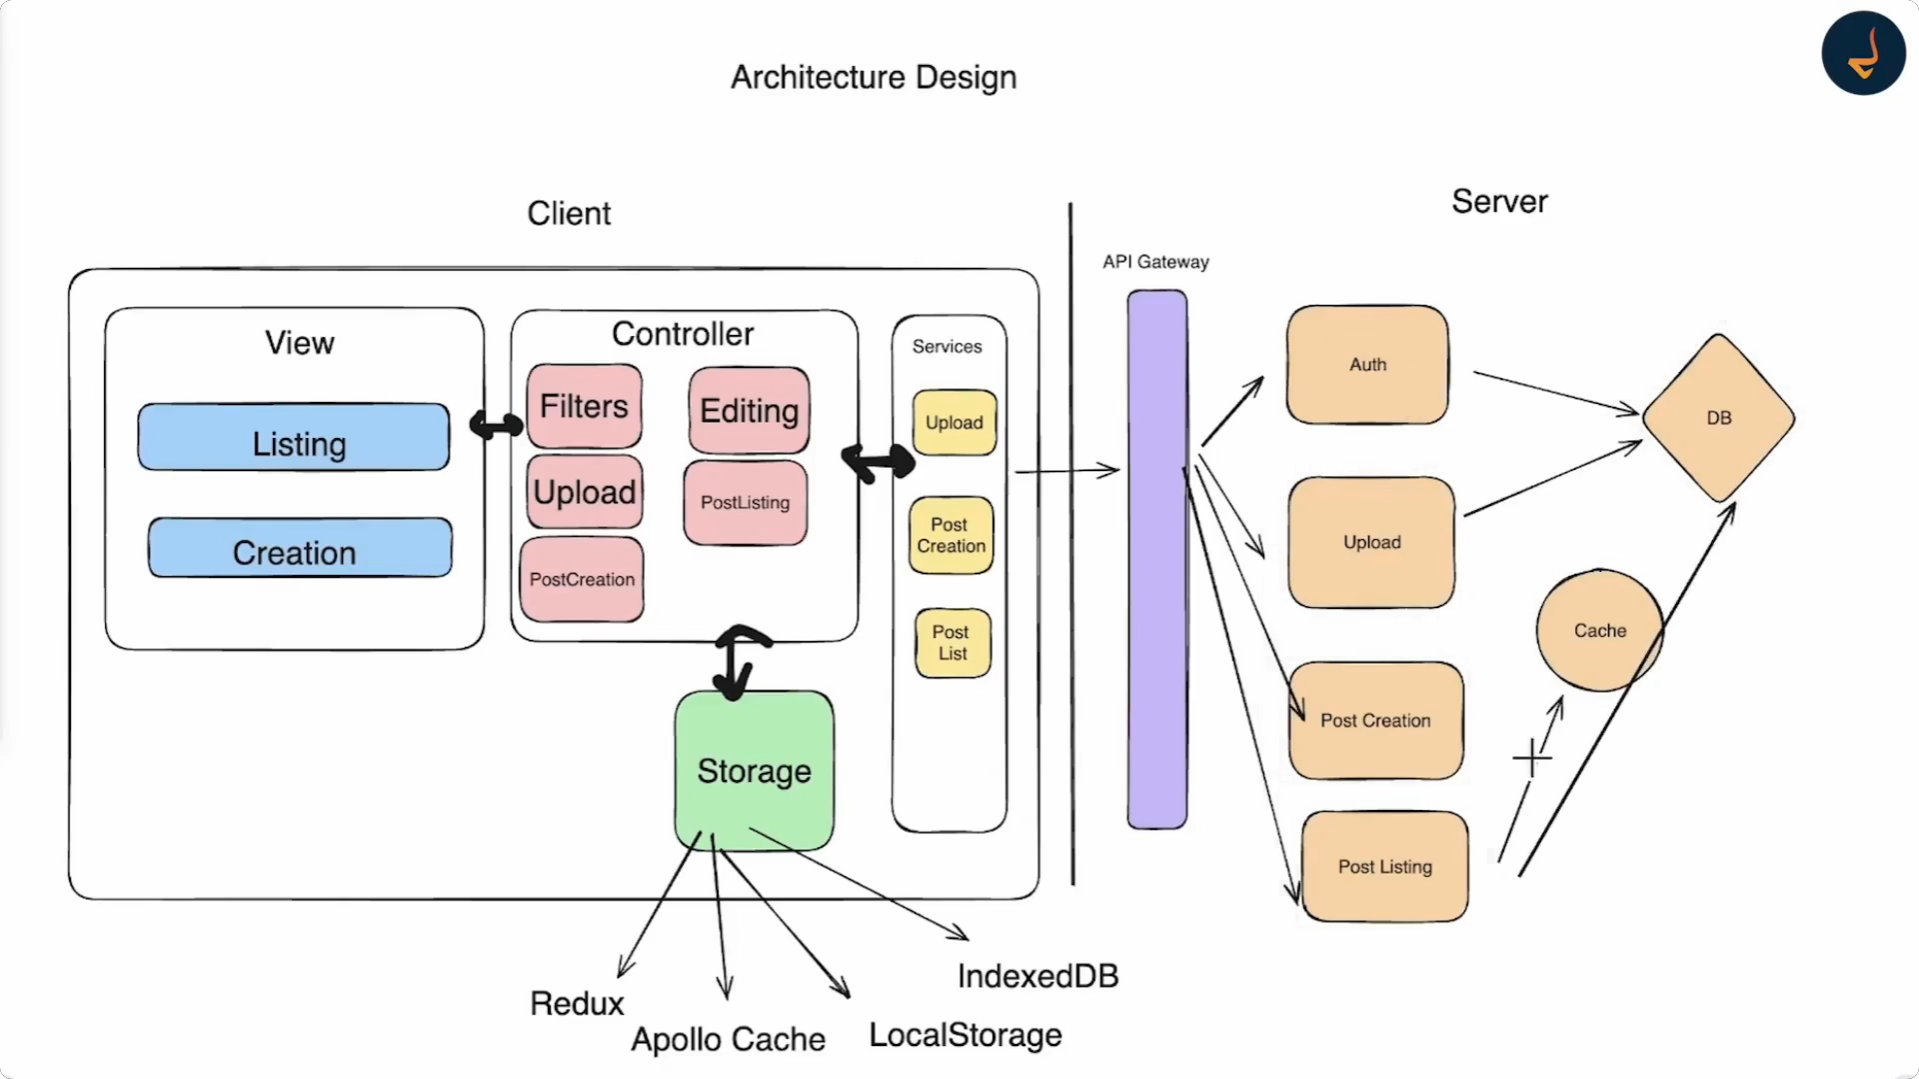 Architecture Design
Client
Server
API Gateway
View
Listing
Creation
Controller
Filters
Editing
Upload
PostListing
PostCreation
Services
Upload
Post
Creation
Post
List
Storage
Redux
Apollo Cache
LocalStorage
IndexedDB
Auth
Upload
Post Creation
Post Listing
Cache
DB